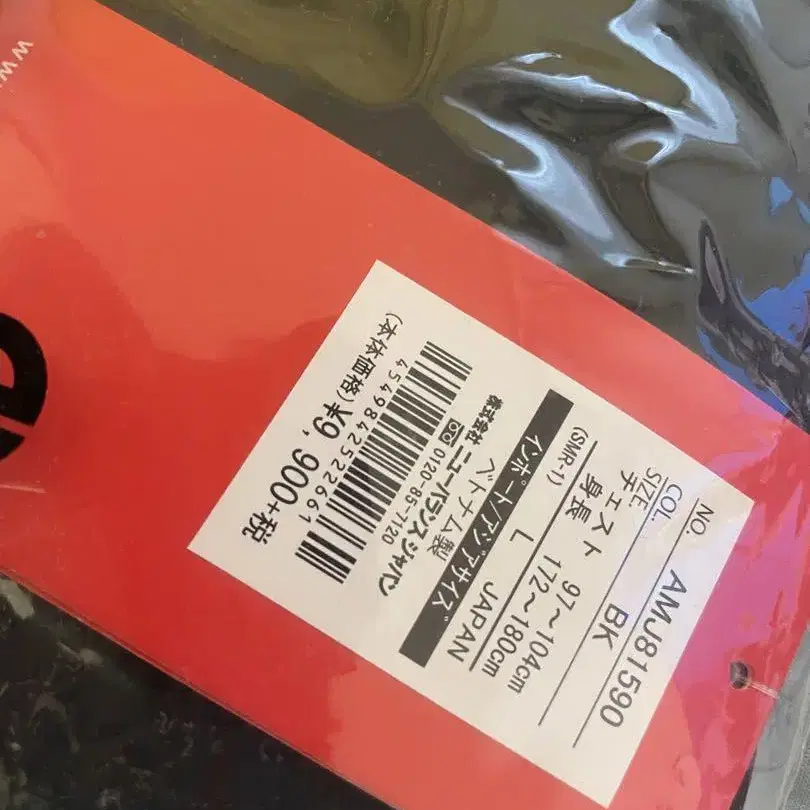 NO. AMJ81590
COL. BK
SIZE
チェスト 97～104cm
身長 172～180cm
(SMR-1) L JAPAN
インポート/アジアサイズ
ベトナム製
株式会社 ニューバランス ジャパン
0120-85-7120
4549842522661
(本体価格) ¥9,900+税